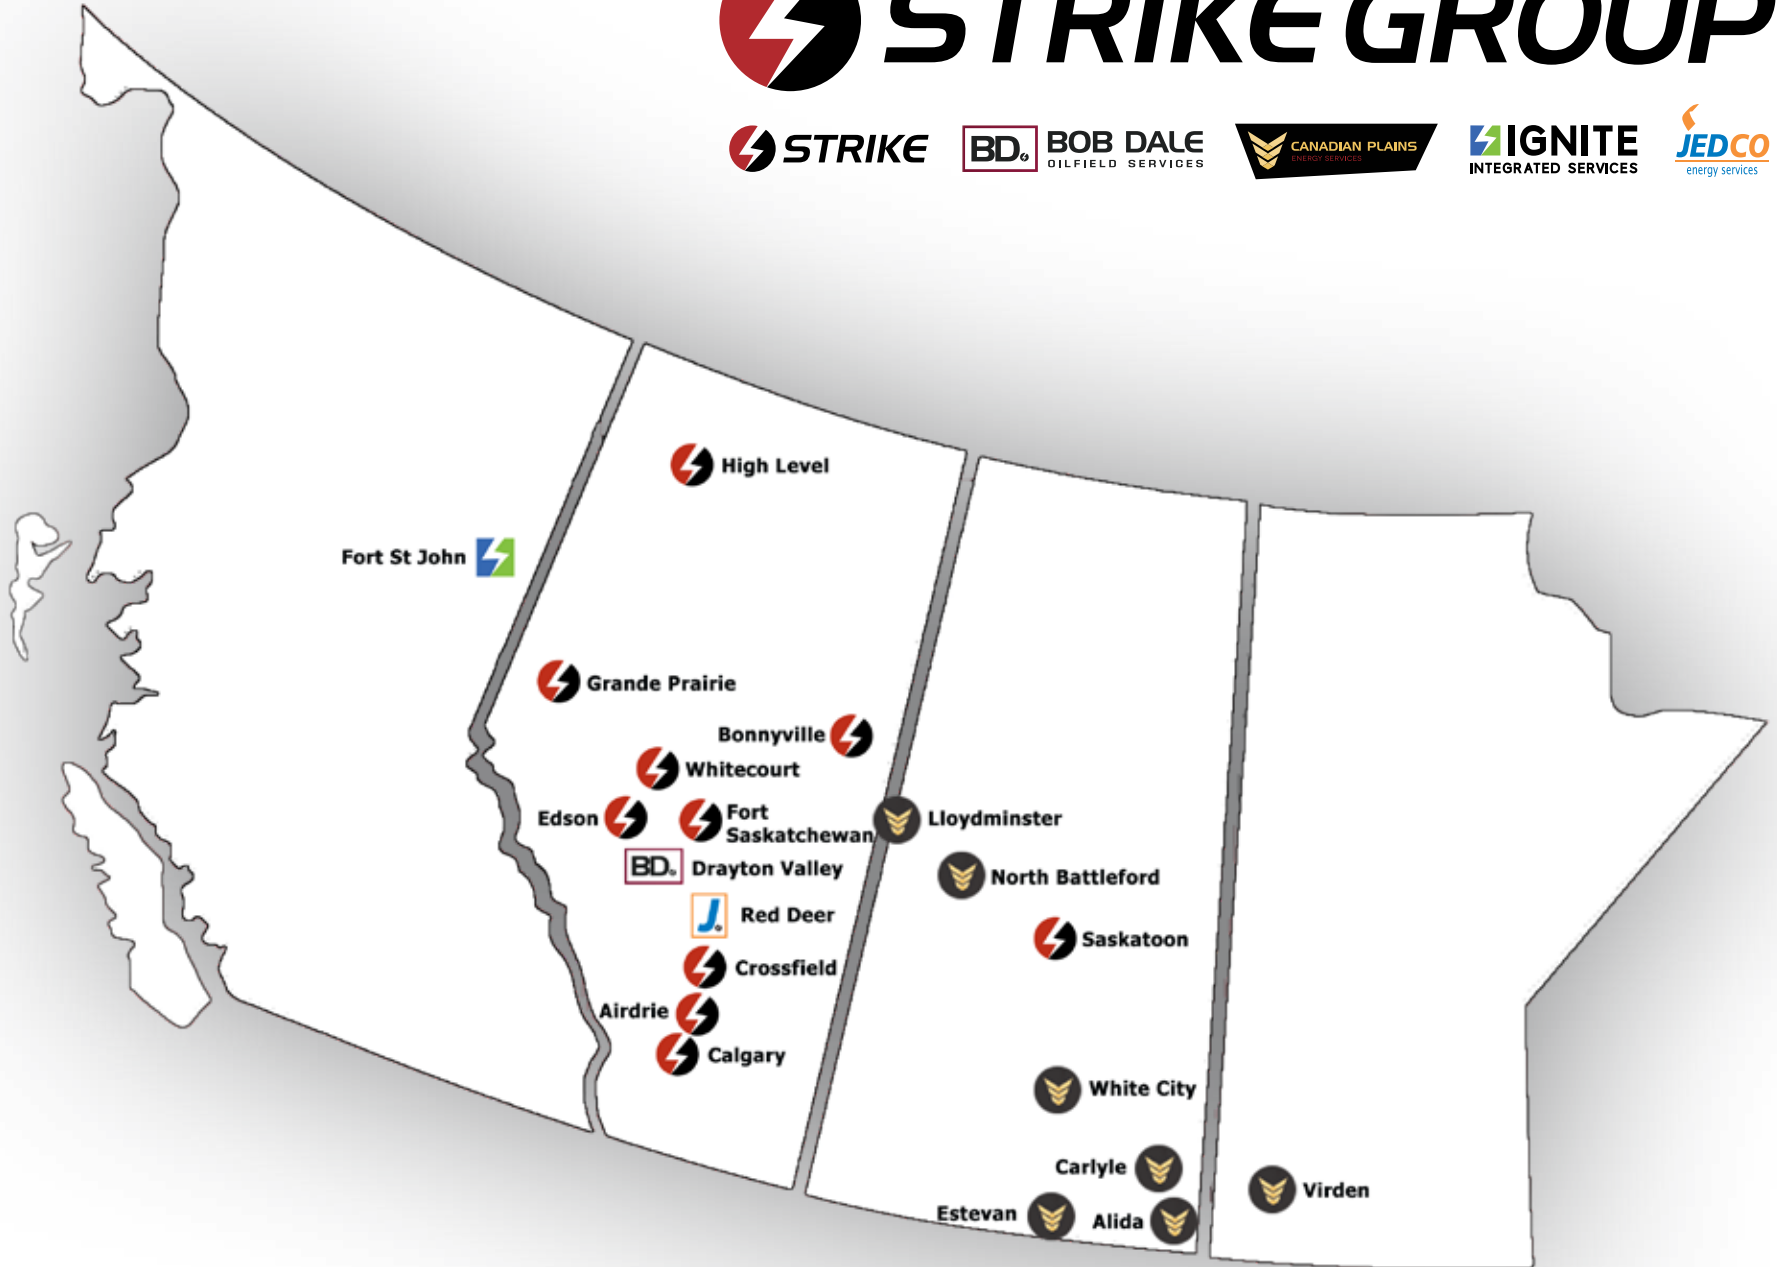 STRIKE GROUP
STRIKE
BD.
BOB DALE
OILFIELD SERVICES
CANADIAN PLAINS
ENERGY SERVICES
IGNITE
INTEGRATED SERVICES
JEDCO
energy services
High Level
Fort St John
Grande Prairie
Bonnyville
Whitecourt
Edson
Fort
Saskatchewan
Lloydminster
BD.
Drayton Valley
North Battleford
J.
Red Deer
Saskatoon
Crossfield
Airdrie
Calgary
White City
Carlyle
Virden
Estevan
Alida